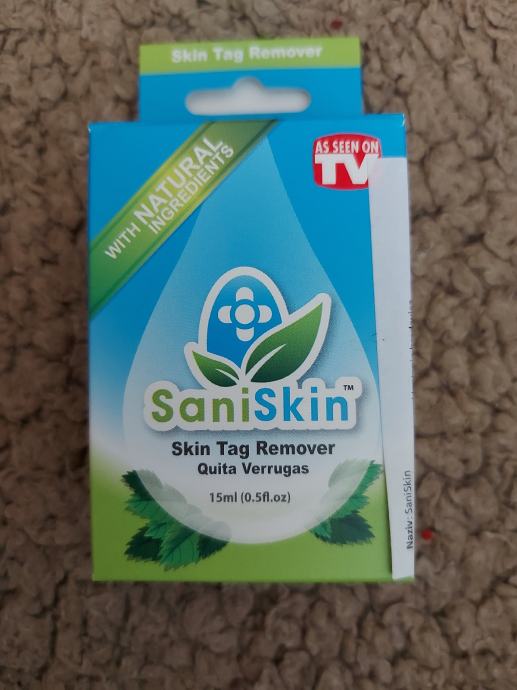 Skin Tag Remover
WITH NATURAL
INGREDIENTS
AS SEEN ON
TV
SaniSkin™
Skin Tag Remover
Quita Verrugas
15ml (0.5fl.oz)
Naziv: SaniSkin